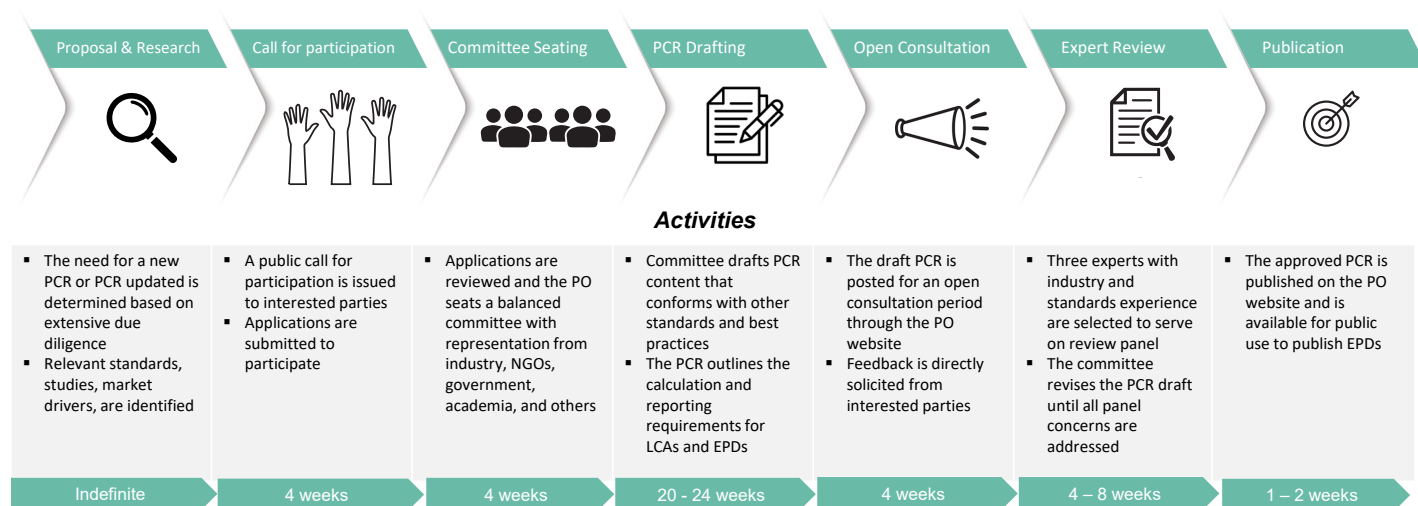 Proposal & Research
Call for participation
Committee Seating
PCR Drafting
Open Consultation
Expert Review
Publication
Activities
▪ The need for a new
PCR or PCR updated is
determined based on
extensive due
diligence
▪ Relevant standards,
studies, market
drivers, are identified
▪ A public call for
participation is issued
to interested parties
▪ Applications are
submitted to
participate
▪ Applications are
reviewed and the PO
seats a balanced
committee with
representation from
industry, NGOs,
government,
academia, and others
▪ Committee drafts PCR
content that
conforms with other
standards and best
practices
▪ The PCR outlines the
calculation and
reporting
requirements for
LCAs and EPDs
▪ The draft PCR is
posted for an open
consultation period
through the PO
website
▪ Feedback is directly
solicited from
interested parties
▪ Three experts with
industry and
standards experience
are selected to serve
on review panel
▪ The committee
revises the PCR draft
until all panel
concerns are
addressed
▪ The approved PCR is
published on the PO
website and is
available for public
use to publish EPDs
Indefinite
4 weeks
4 weeks
20 - 24 weeks
4 weeks
4 – 8 weeks
1 – 2 weeks